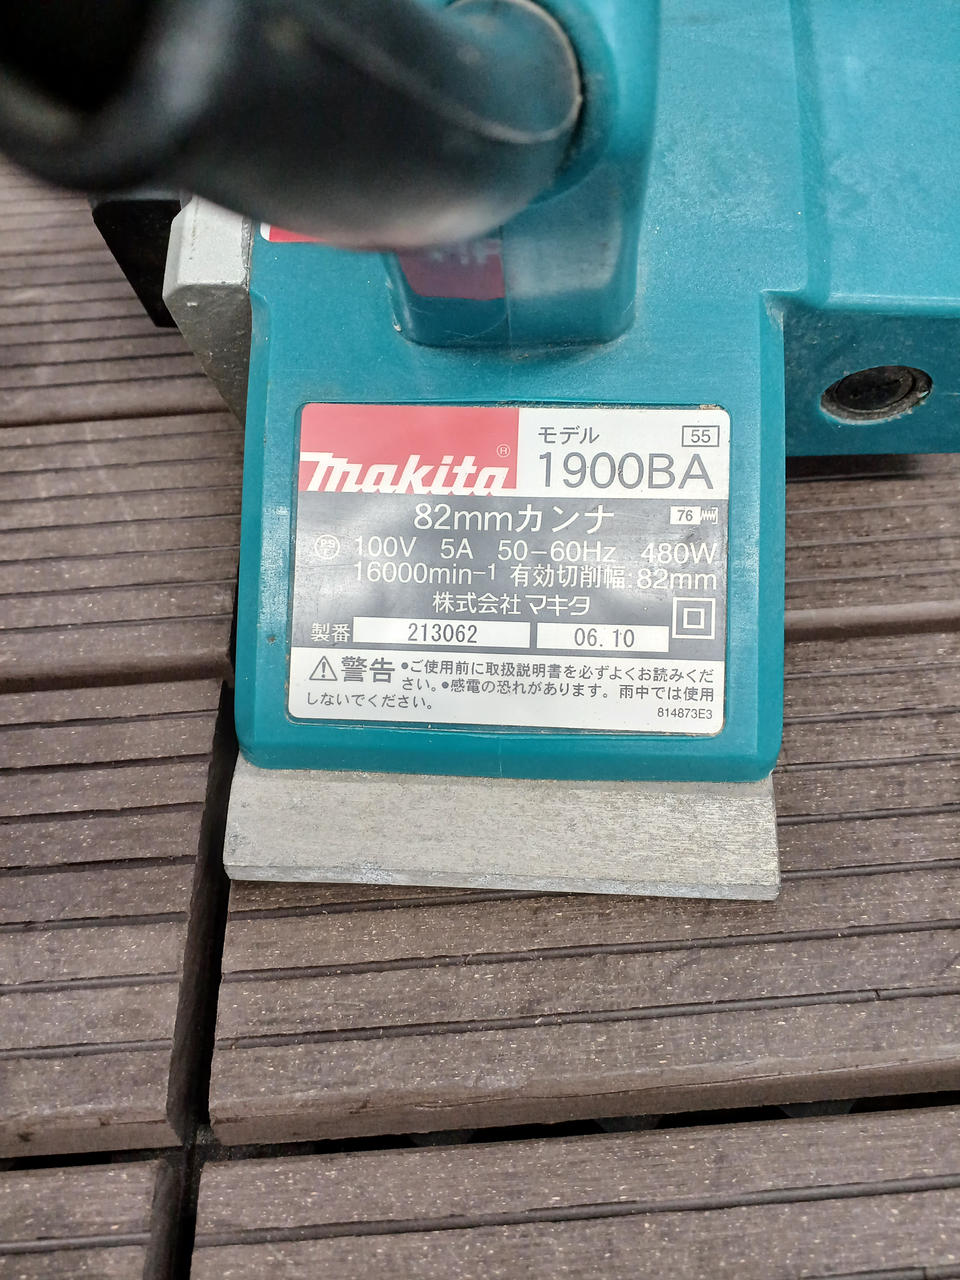 makita®
モデル
55
1900BA
82mmカンナ
76
PS E
100V 5A 50-60Hz 480W
16000min-1 有効切削幅:82mm
株式会社マキタ
製番 213062 06.10
警告 •ご使用前に取扱説明書を必ずよくお読みくだ
さい。•感電の恐れがあります。雨中では使用
しないでください。
814873E3